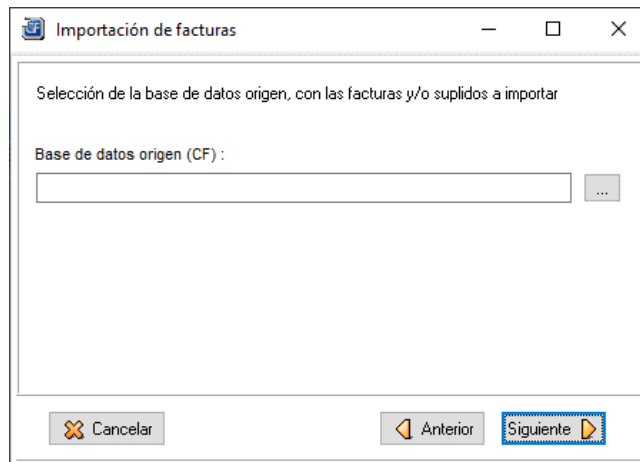 CF Importación de facturas
Selección de la base de datos origen, con las facturas y/o suplidos a importar
Base de datos origen (CF) :
...
Cancelar
Anterior
Siguiente